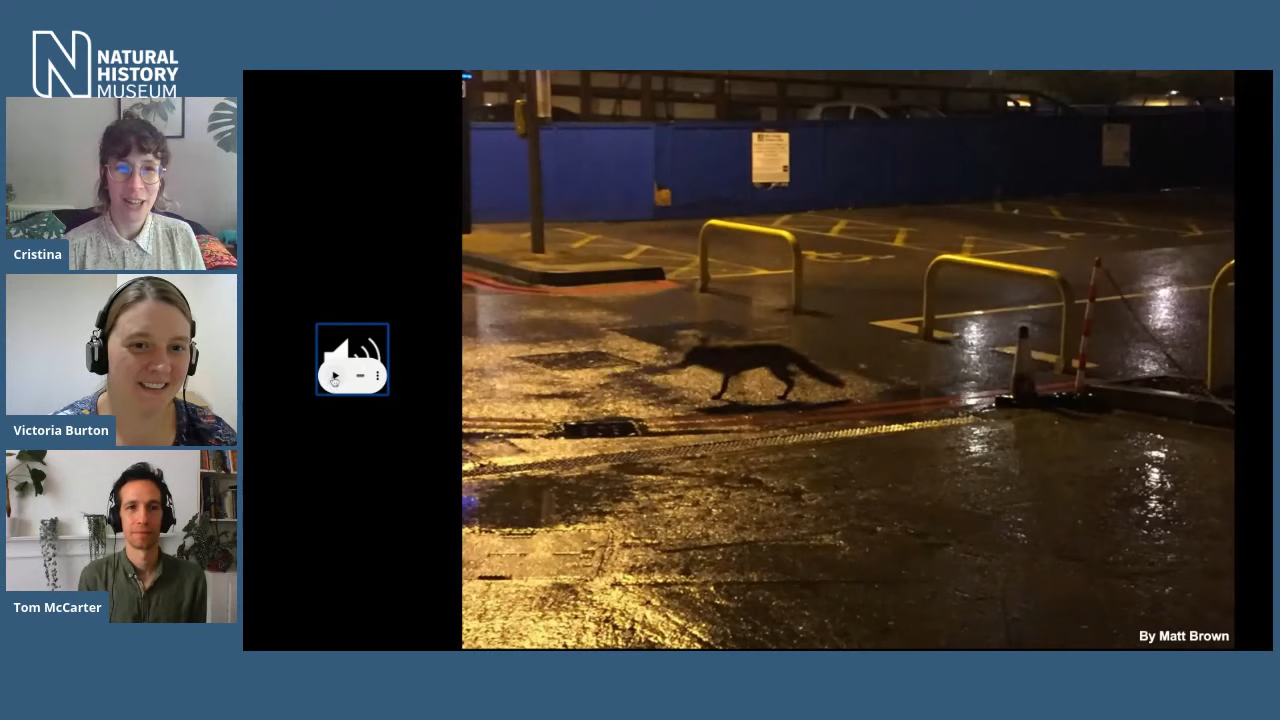 NATURAL
HISTORY
MUSEUM
Cristina
Victoria Burton
Tom McCarter
By Matt Brown